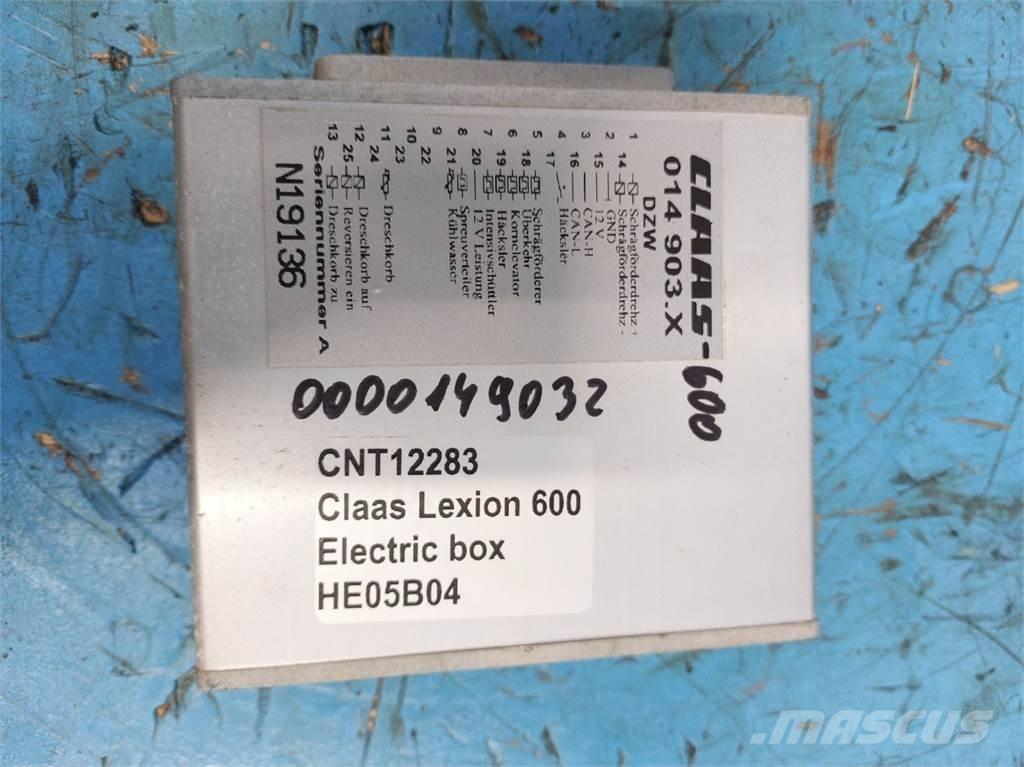 CLAAS-600
014 903.X
DZW
1 Schrägförderdrehz +
14 Schrägförderdrehz -
2 GND
15 12 V
3 CAN-H
16 CAN-L
4 Häcksler
17
5 Schrägförderer
18 Überkehr
6 Kornelevator
19 Häcksler
7 Intensivschüttler
20 12 V Leistung
8 Spreuverteiler
21 Kühlwasser
9
22
10
23
11 Dreschkorb
24
12 Dreschkorb auf
25 Reversieren ein
13 Dreschkorb zu
Seriennummer A
N19136
0000149032
CNT12283
Claas Lexion 600
Electric box
HE05B04
MASCUS